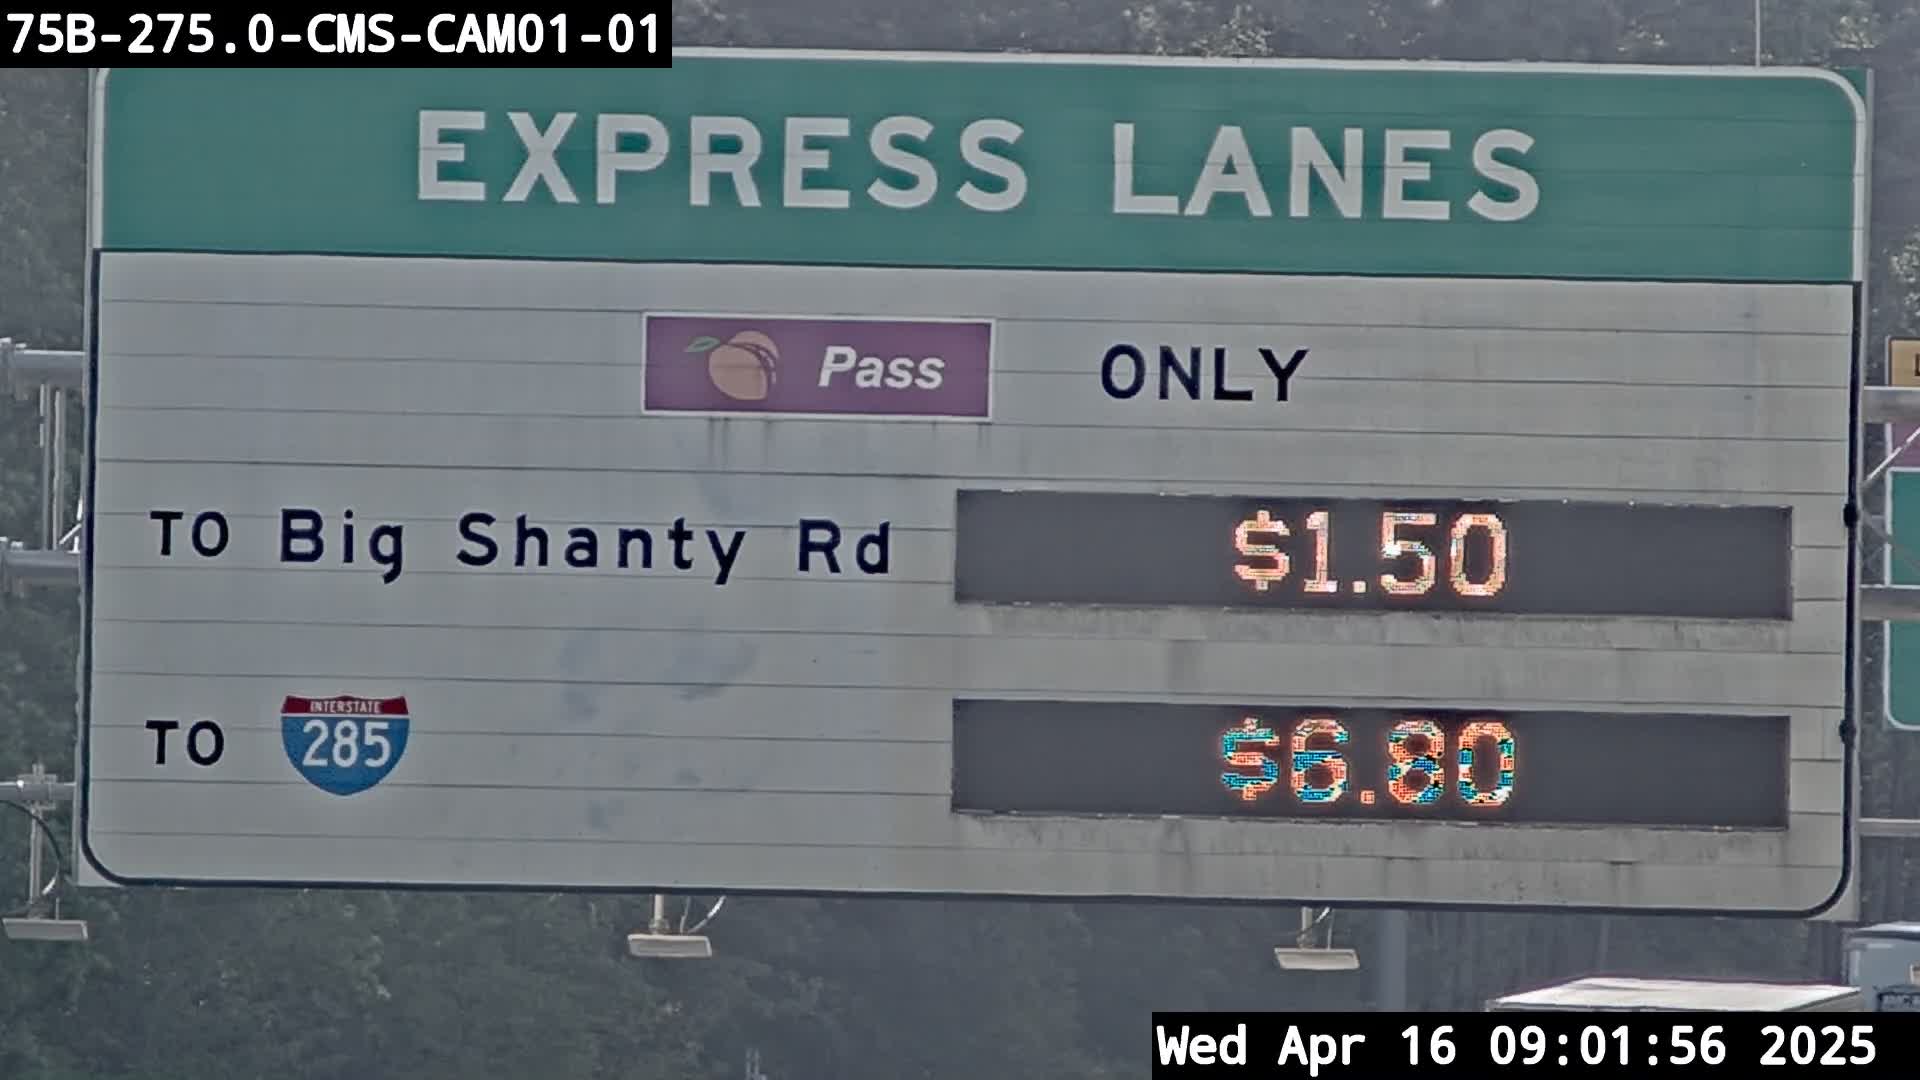 75B-275.0-CMS-CAM01-01
EXPRESS LANES
Pass ONLY
TO Big Shanty Rd $1.50
TO INTERSTATE 285 $6.80
Wed Apr 16 09:01:56 2025